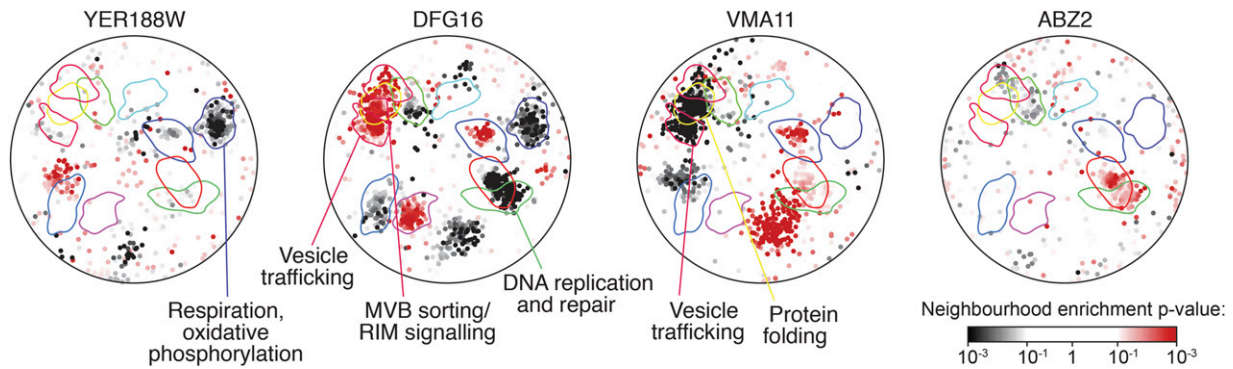 YER188W
DFG16
VMA11
ABZ2
Vesicle
trafficking
Respiration,
oxidative
phosphorylation
MVB sorting/
RIM signalling
DNA replication
and repair
Vesicle
trafficking
Protein
folding
Neighbourhood enrichment p-value:
10⁻³ 10⁻¹ 1 10⁻¹ 10⁻³